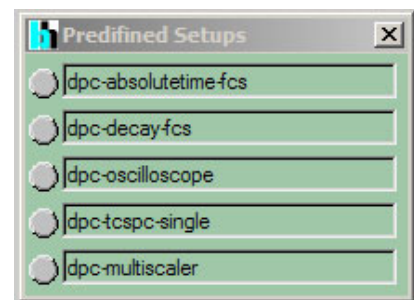 Predifined Setups
dpc-absolutetime-fcs
dpc-decay-fcs
dpc-oscilloscope
dpc-tcspc-single
dpc-multiscaler